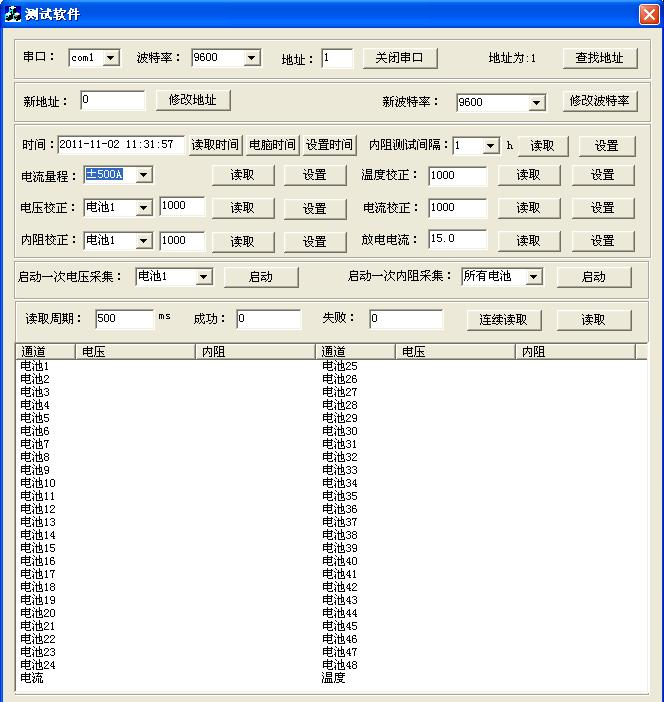 测试软件
串口： com1 波特率： 9600 地址： 1 关闭串口 地址为:1 查找地址
新地址： 0 修改地址 新波特率： 9600 修改波特率
时间： 2011-11-02 11:31:57 读取时间 电脑时间 设置时间 内阻测试间隔： 1 h 读取 设置
电流量程： ±500A 读取 设置 温度校正： 1000 读取 设置
电压校正： 电池1 1000 读取 设置 电流校正： 1000 读取 设置
内阻校正： 电池1 1000 读取 设置 放电电流： 15.0 读取 设置
启动一次电压采集： 电池1 启动 启动一次内阻采集： 所有电池 启动
读取周期： 500 ms 成功： 0 失败： 0 连续读取 读取
通道 电压 内阻 通道 电压 内阻
电池1 电池25
电池2 电池26
电池3 电池27
电池4 电池28
电池5 电池29
电池6 电池30
电池7 电池31
电池8 电池32
电池9 电池33
电池10 电池34
电池11 电池35
电池12 电池36
电池13 电池37
电池14 电池38
电池15 电池39
电池16 电池40
电池17 电池41
电池18 电池42
电池19 电池43
电池20 电池44
电池21 电池45
电池22 电池46
电池23 电池47
电池24 电池48
电流 温度